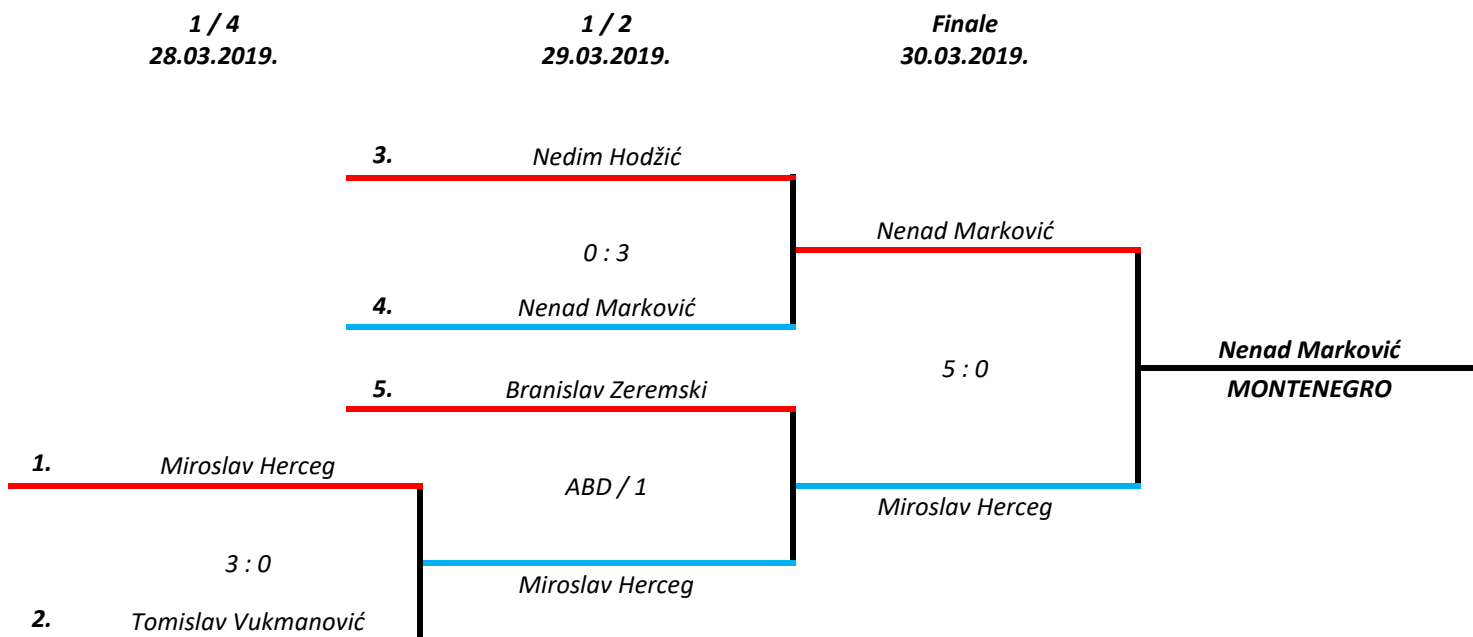 1 / 4
28.03.2019.
1 / 2
29.03.2019.
Finale
30.03.2019.
3. Nedim Hodžić
0 : 3
4. Nenad Marković
Nenad Marković
5. Branislav Zeremski
5 : 0
Nenad Marković
MONTENEGRO
1. Miroslav Herceg
ABD / 1
Miroslav Herceg
3 : 0
Miroslav Herceg
2. Tomislav Vukmanović